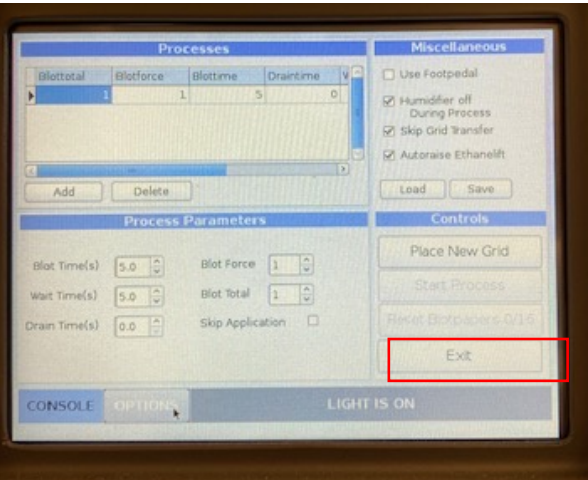 Processes
Blottotal Blotforce Blottime Draintime
1 1 5 0
Add Delete
Process Parameters
Blot Time(s) 5.0 Blot Force 1
Wait Time(s) 5.0 Blot Total 1
Drain Time(s) 0.0 Skip Application
Miscellaneous
Use Footpedal
Humidifier off
During Process
Skip Grid Transfer
Autoraise Ethanelift
Load Save
Controls
Place New Grid
Start Process
Reset Blotpapers 0/16
Exit
CONSOLE OPTIONS LIGHT IS ON